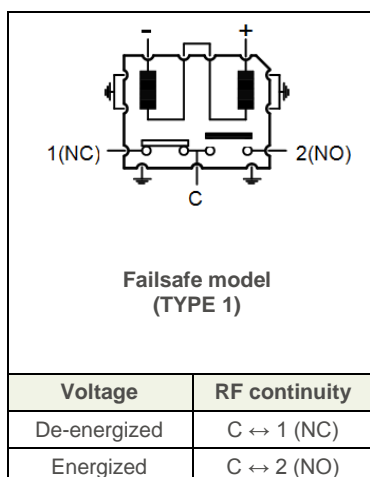 - +
1(NC) 2(NO)
C
Failsafe model
(TYPE 1)
Voltage RF continuity
De-energized C ↔ 1 (NC)
Energized C ↔ 2 (NO)